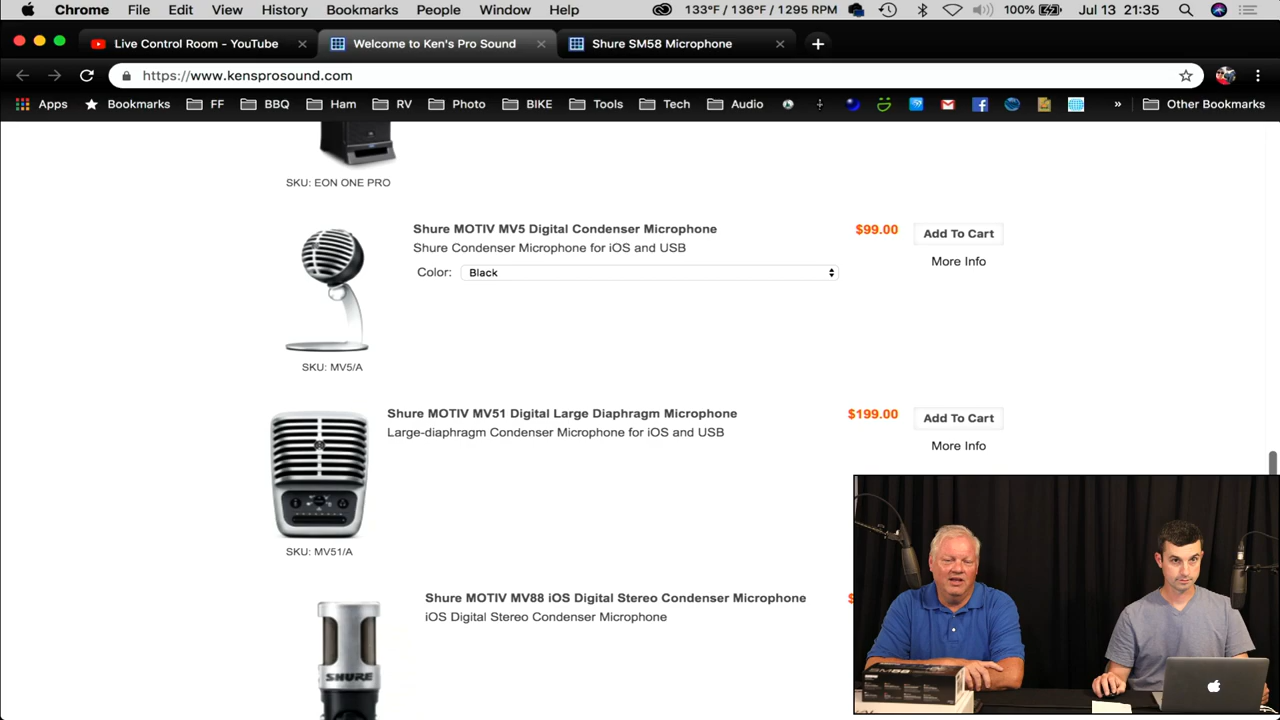 Chrome File Edit View History Bookmarks People Window Help 133°F / 136°F / 1295 RPM 100% Jul 13 21:35
Live Control Room - YouTube Welcome to Ken's Pro Sound Shure SM58 Microphone
https://www.kensprosound.com
Apps Bookmarks FF BBQ Ham RV Photo BIKE Tools Tech Audio » Other Bookmarks
SKU: EON ONE PRO
Shure MOTIV MV5 Digital Condenser Microphone $99.00 Add To Cart
Shure Condenser Microphone for iOS and USB More Info
Color: Black
SKU: MV5/A
Shure MOTIV MV51 Digital Large Diaphragm Microphone $199.00 Add To Cart
Large-diaphragm Condenser Microphone for iOS and USB More Info
SKU: MV51/A
Shure MOTIV MV88 iOS Digital Stereo Condenser Microphone
iOS Digital Stereo Condenser Microphone
SHURE
SM58